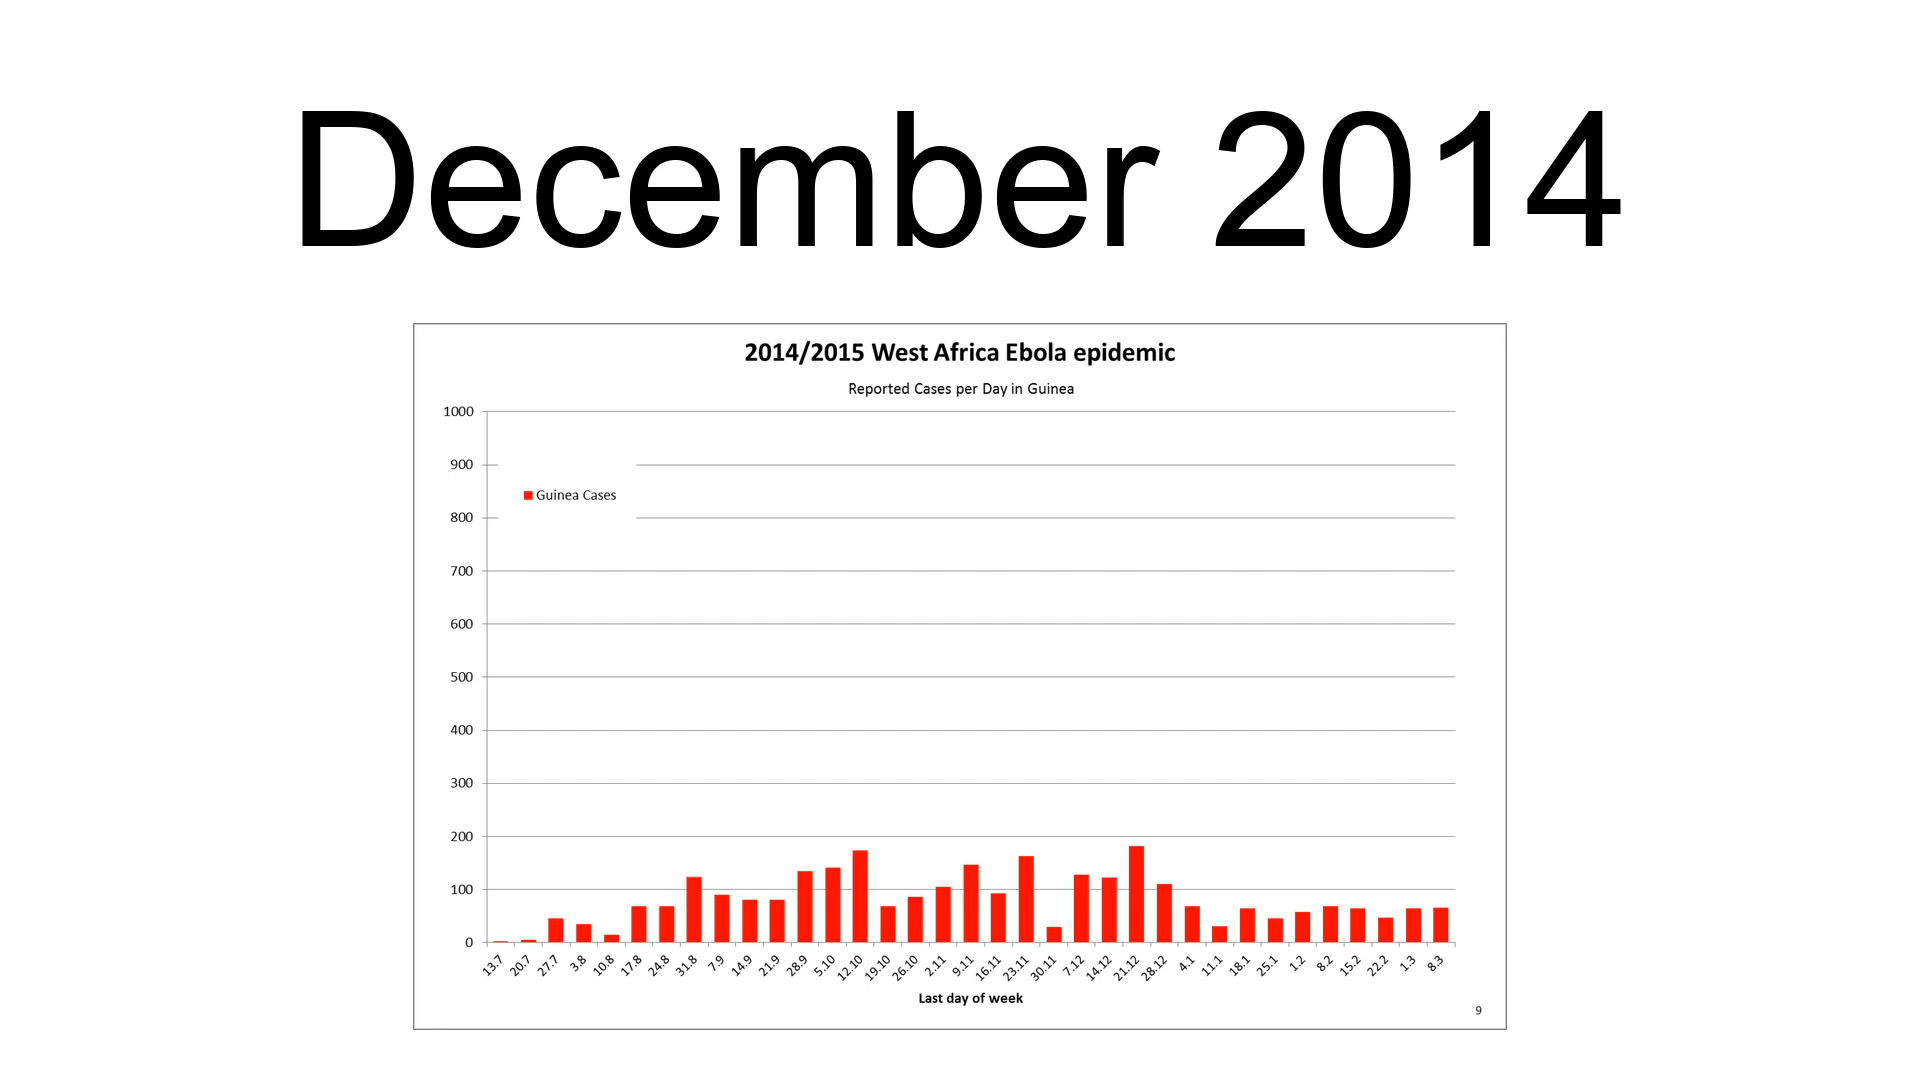 December 2014
2014/2015 West Africa Ebola epidemic
Reported Cases per Day in Guinea
1000
900
Guinea Cases
800
700
600
500
400
300
200
100
0
13.7 20.7 27.7 3.8 10.8 17.8 24.8 31.8 7.9 14.9 21.9 28.9 5.10 12.10 19.10 26.10 2.11 9.11 16.11 23.11 30.11 7.12 14.12 21.12 28.12 4.1 11.1 18.1 25.1 1.2 8.2 15.2 22.2 1.3 8.3
Last day of week
9